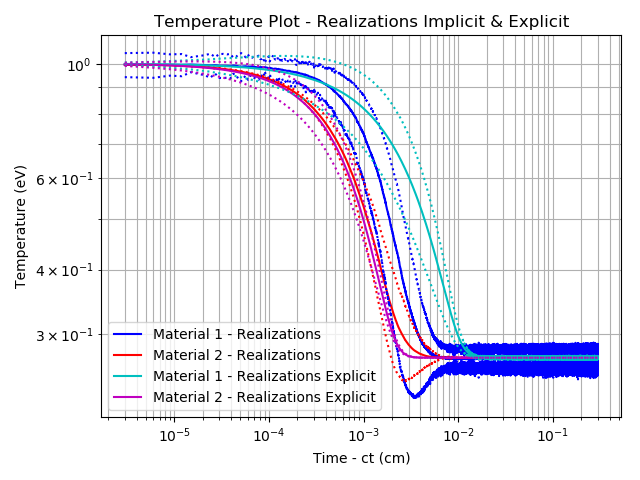 Temperature Plot - Realizations Implicit & Explicit
Temperature (eV)
10⁰
6 × 10⁻¹
4 × 10⁻¹
3 × 10⁻¹
Material 1 - Realizations
Material 2 - Realizations
Material 1 - Realizations Explicit
Material 2 - Realizations Explicit
10⁻⁵ 10⁻⁴ 10⁻³ 10⁻² 10⁻¹
Time - ct (cm)